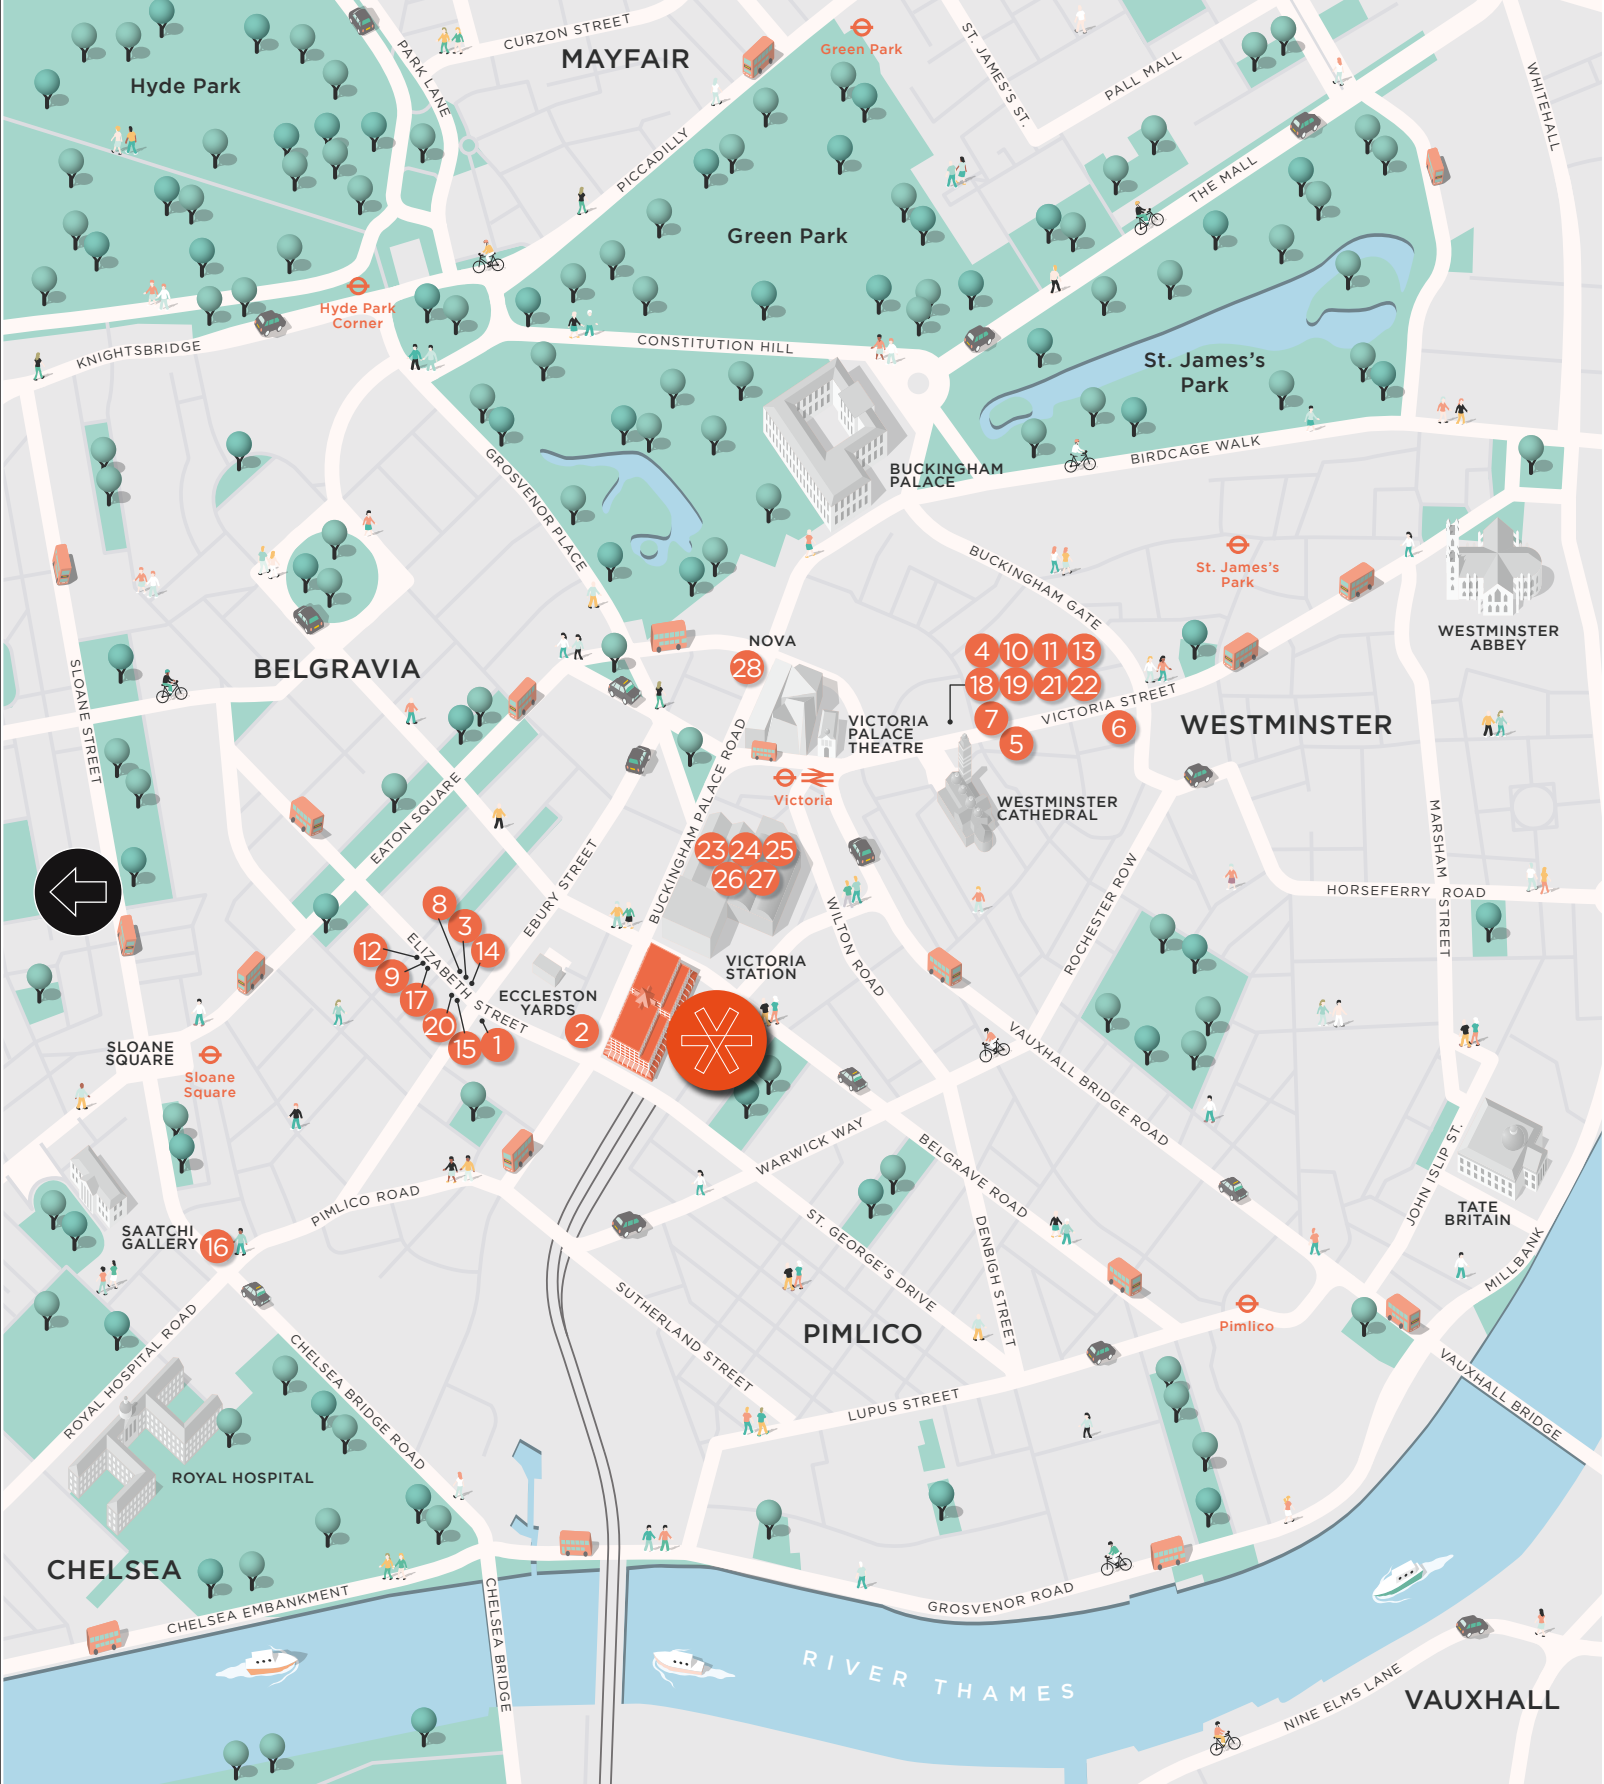 CURZON STREET
MAYFAIR
Green Park
PARK LANE
Hyde Park
ST. JAMES'S ST.
PALL MALL
WHITEHALL
PICCADILLY
THE MALL
Green Park
Hyde Park
Corner
KNIGHTSBRIDGE
CONSTITUTION HILL
St. James's
Park
BIRDCAGE WALK
BUCKINGHAM
PALACE
GROSVENOR PLACE
BUCKINGHAM GATE
St. James's
Park
WESTMINSTER
ABBEY
NOVA
28
4 10 11 13
18 19 21 22
7
5
6
VICTORIA STREET
BELGRAVIA
SLOANE STREET
VICTORIA
PALACE
THEATRE
WESTMINSTER
BUCKINGHAM PALACE ROAD
Victoria
WESTMINSTER
CATHEDRAL
EATON SQUARE
MARSHAM STREET
HORSEFERRY ROAD
EBURY STREET
23 24 25
26 27
8
3
14
12
9
17
20
15
1
ELIZABETH STREET
ECCLESTON
YARDS
2
VICTORIA
STATION
WILTON ROAD
ROCHESTER ROW
SLOANE
SQUARE
Sloane
Square
VAUXHALL BRIDGE ROAD
WARWICK WAY
BELGRAVE ROAD
JOHN ISLIP ST.
TATE
BRITAIN
MILLBANK
PIMLICO ROAD
SAATCHI
GALLERY
16
ST. GEORGE'S DRIVE
DENBIGH STREET
SUTHERLAND STREET
PIMLICO
Pimlico
ROYAL HOSPITAL ROAD
CHELSEA BRIDGE ROAD
LUPUS STREET
VAUXHALL BRIDGE
ROYAL HOSPITAL
CHELSEA
CHELSEA EMBANKMENT
CHELSEA BRIDGE
GROSVENOR ROAD
RIVER THAMES
NINE ELMS LANE
VAUXHALL